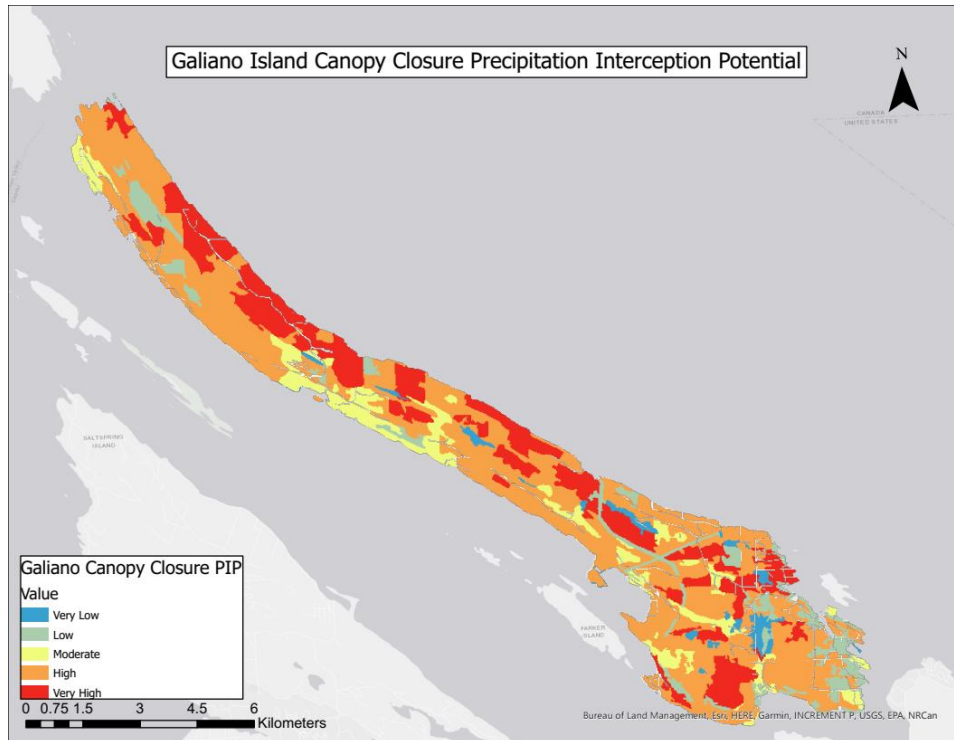 Galiano Island Canopy Closure Precipitation Interception Potential
N
CANADA
UNITED STATES
SALTSPRING
ISLAND
PARKER
ISLAND
Galiano Canopy Closure PIP
Value
Very Low
Low
Moderate
High
Very High
0 0.75 1.5 3 4.5 6
Kilometers
Bureau of Land Management, Esri, HERE, Garmin, INCREMENT P, USGS, EPA, NRCan